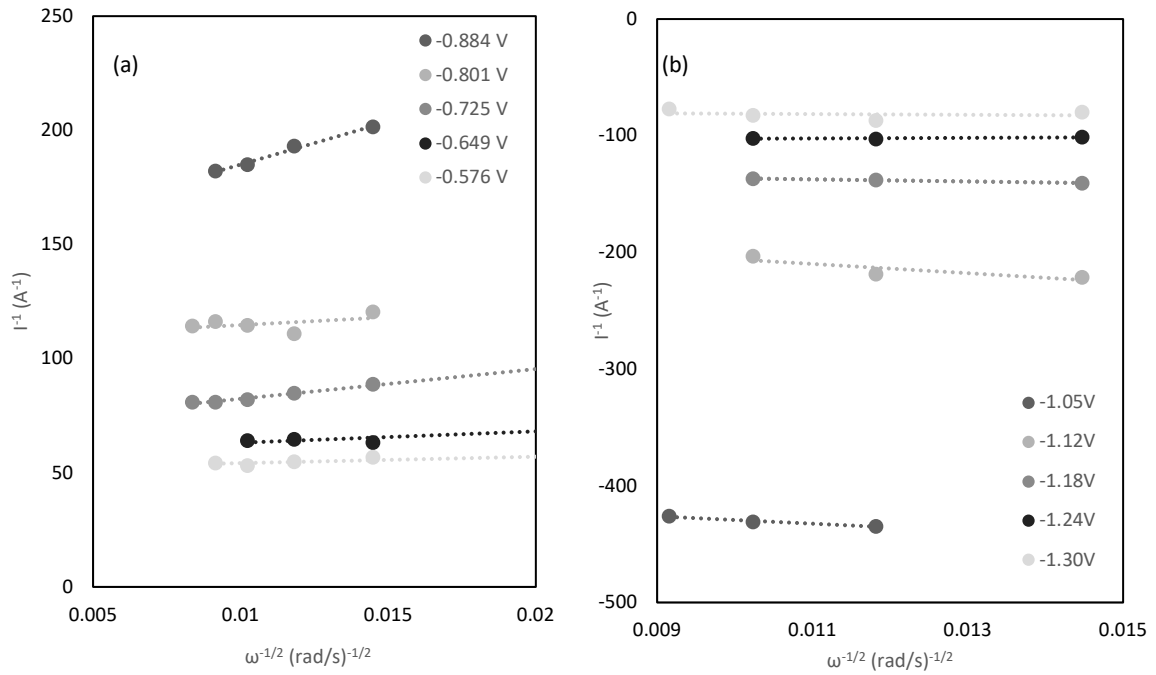 (a)
250
200
150
100
50
0
I⁻¹ (A⁻¹)
-0.884 V
-0.801 V
-0.725 V
-0.649 V
-0.576 V
0.005
0.01
0.015
0.02
ω⁻¹/² (rad/s)⁻¹/²
(b)
0
-100
-200
-300
-400
-500
I⁻¹ (A⁻¹)
-1.05V
-1.12V
-1.18V
-1.24V
-1.30V
0.009
0.011
0.013
0.015
ω⁻¹/² (rad/s)⁻¹/²